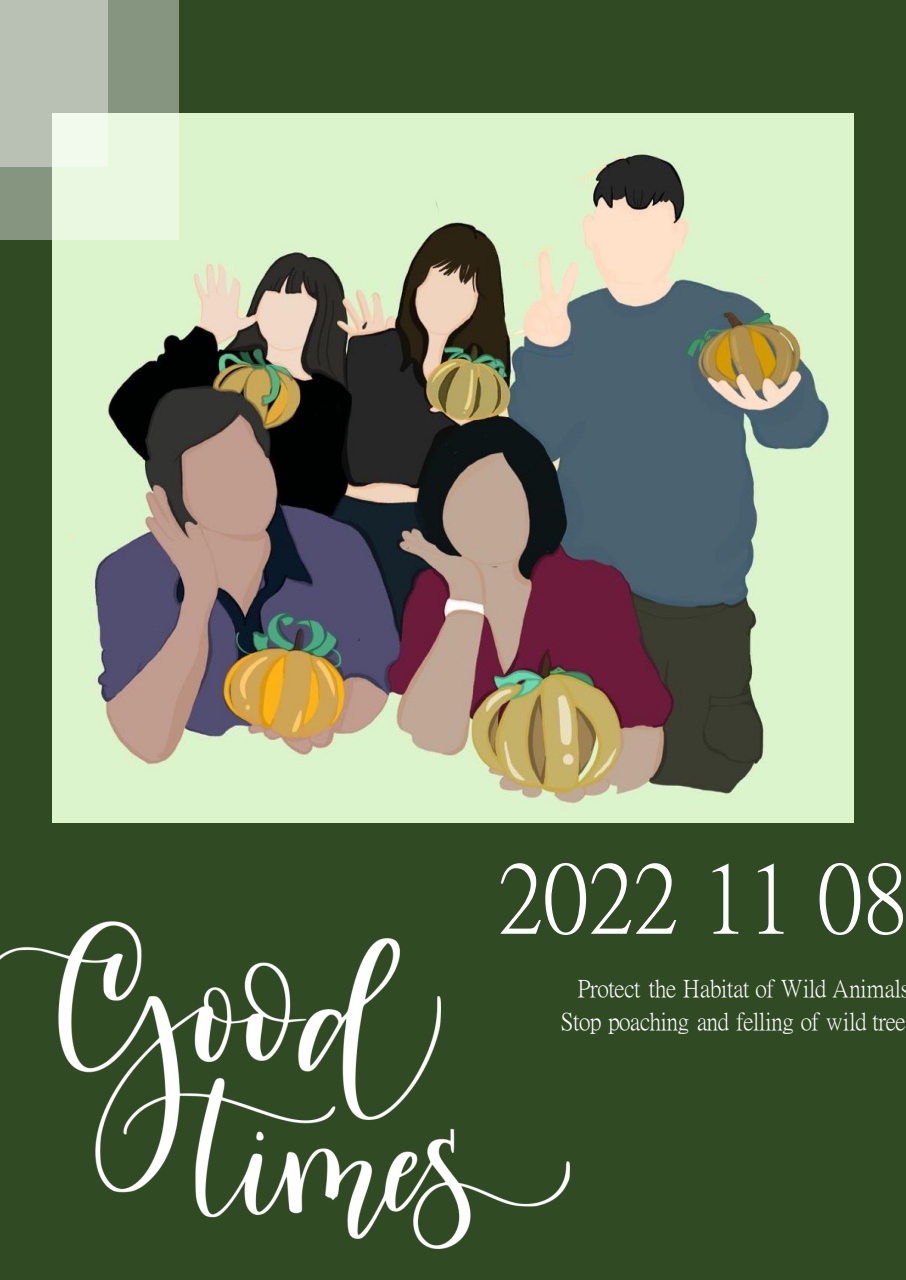 2022 11 08
Protect the Habitat of Wild Animals
Stop poaching and felling of wild tree
Good
times